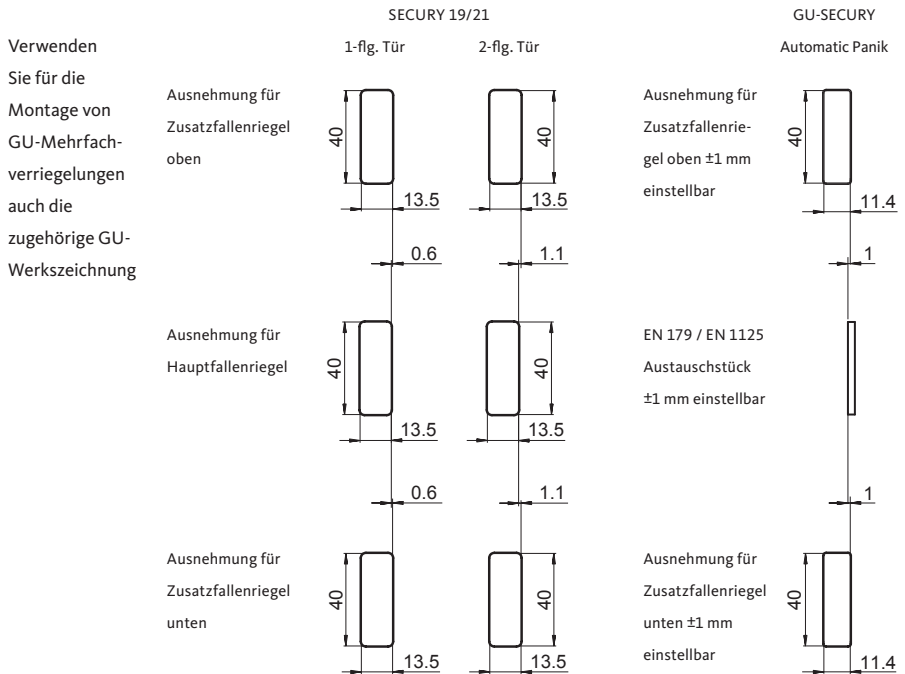 SECURY 19/21
GU-SECURY
Verwenden
Sie für die
Montage von
GU-Mehrfach-
verriegelungen
auch die
zugehörige GU-
Werkszeichnung
1-flg. Tür
2-flg. Tür
Automatic Panik
Ausnehmung für
Zusatzfallenriegel
oben
40
13.5
40
13.5
Ausnehmung für
Zusatzfallenrie-
gel oben ±1 mm
einstellbar
40
11.4
0.6
1.1
1
Ausnehmung für
Hauptfallenriegel
40
13.5
40
13.5
EN 179 / EN 1125
Austauschstück
±1 mm einstellbar
0.6
1.1
1
Ausnehmung für
Zusatzfallenriegel
unten
40
13.5
40
13.5
Ausnehmung für
Zusatzfallenriegel
unten ±1 mm
einstellbar
40
11.4